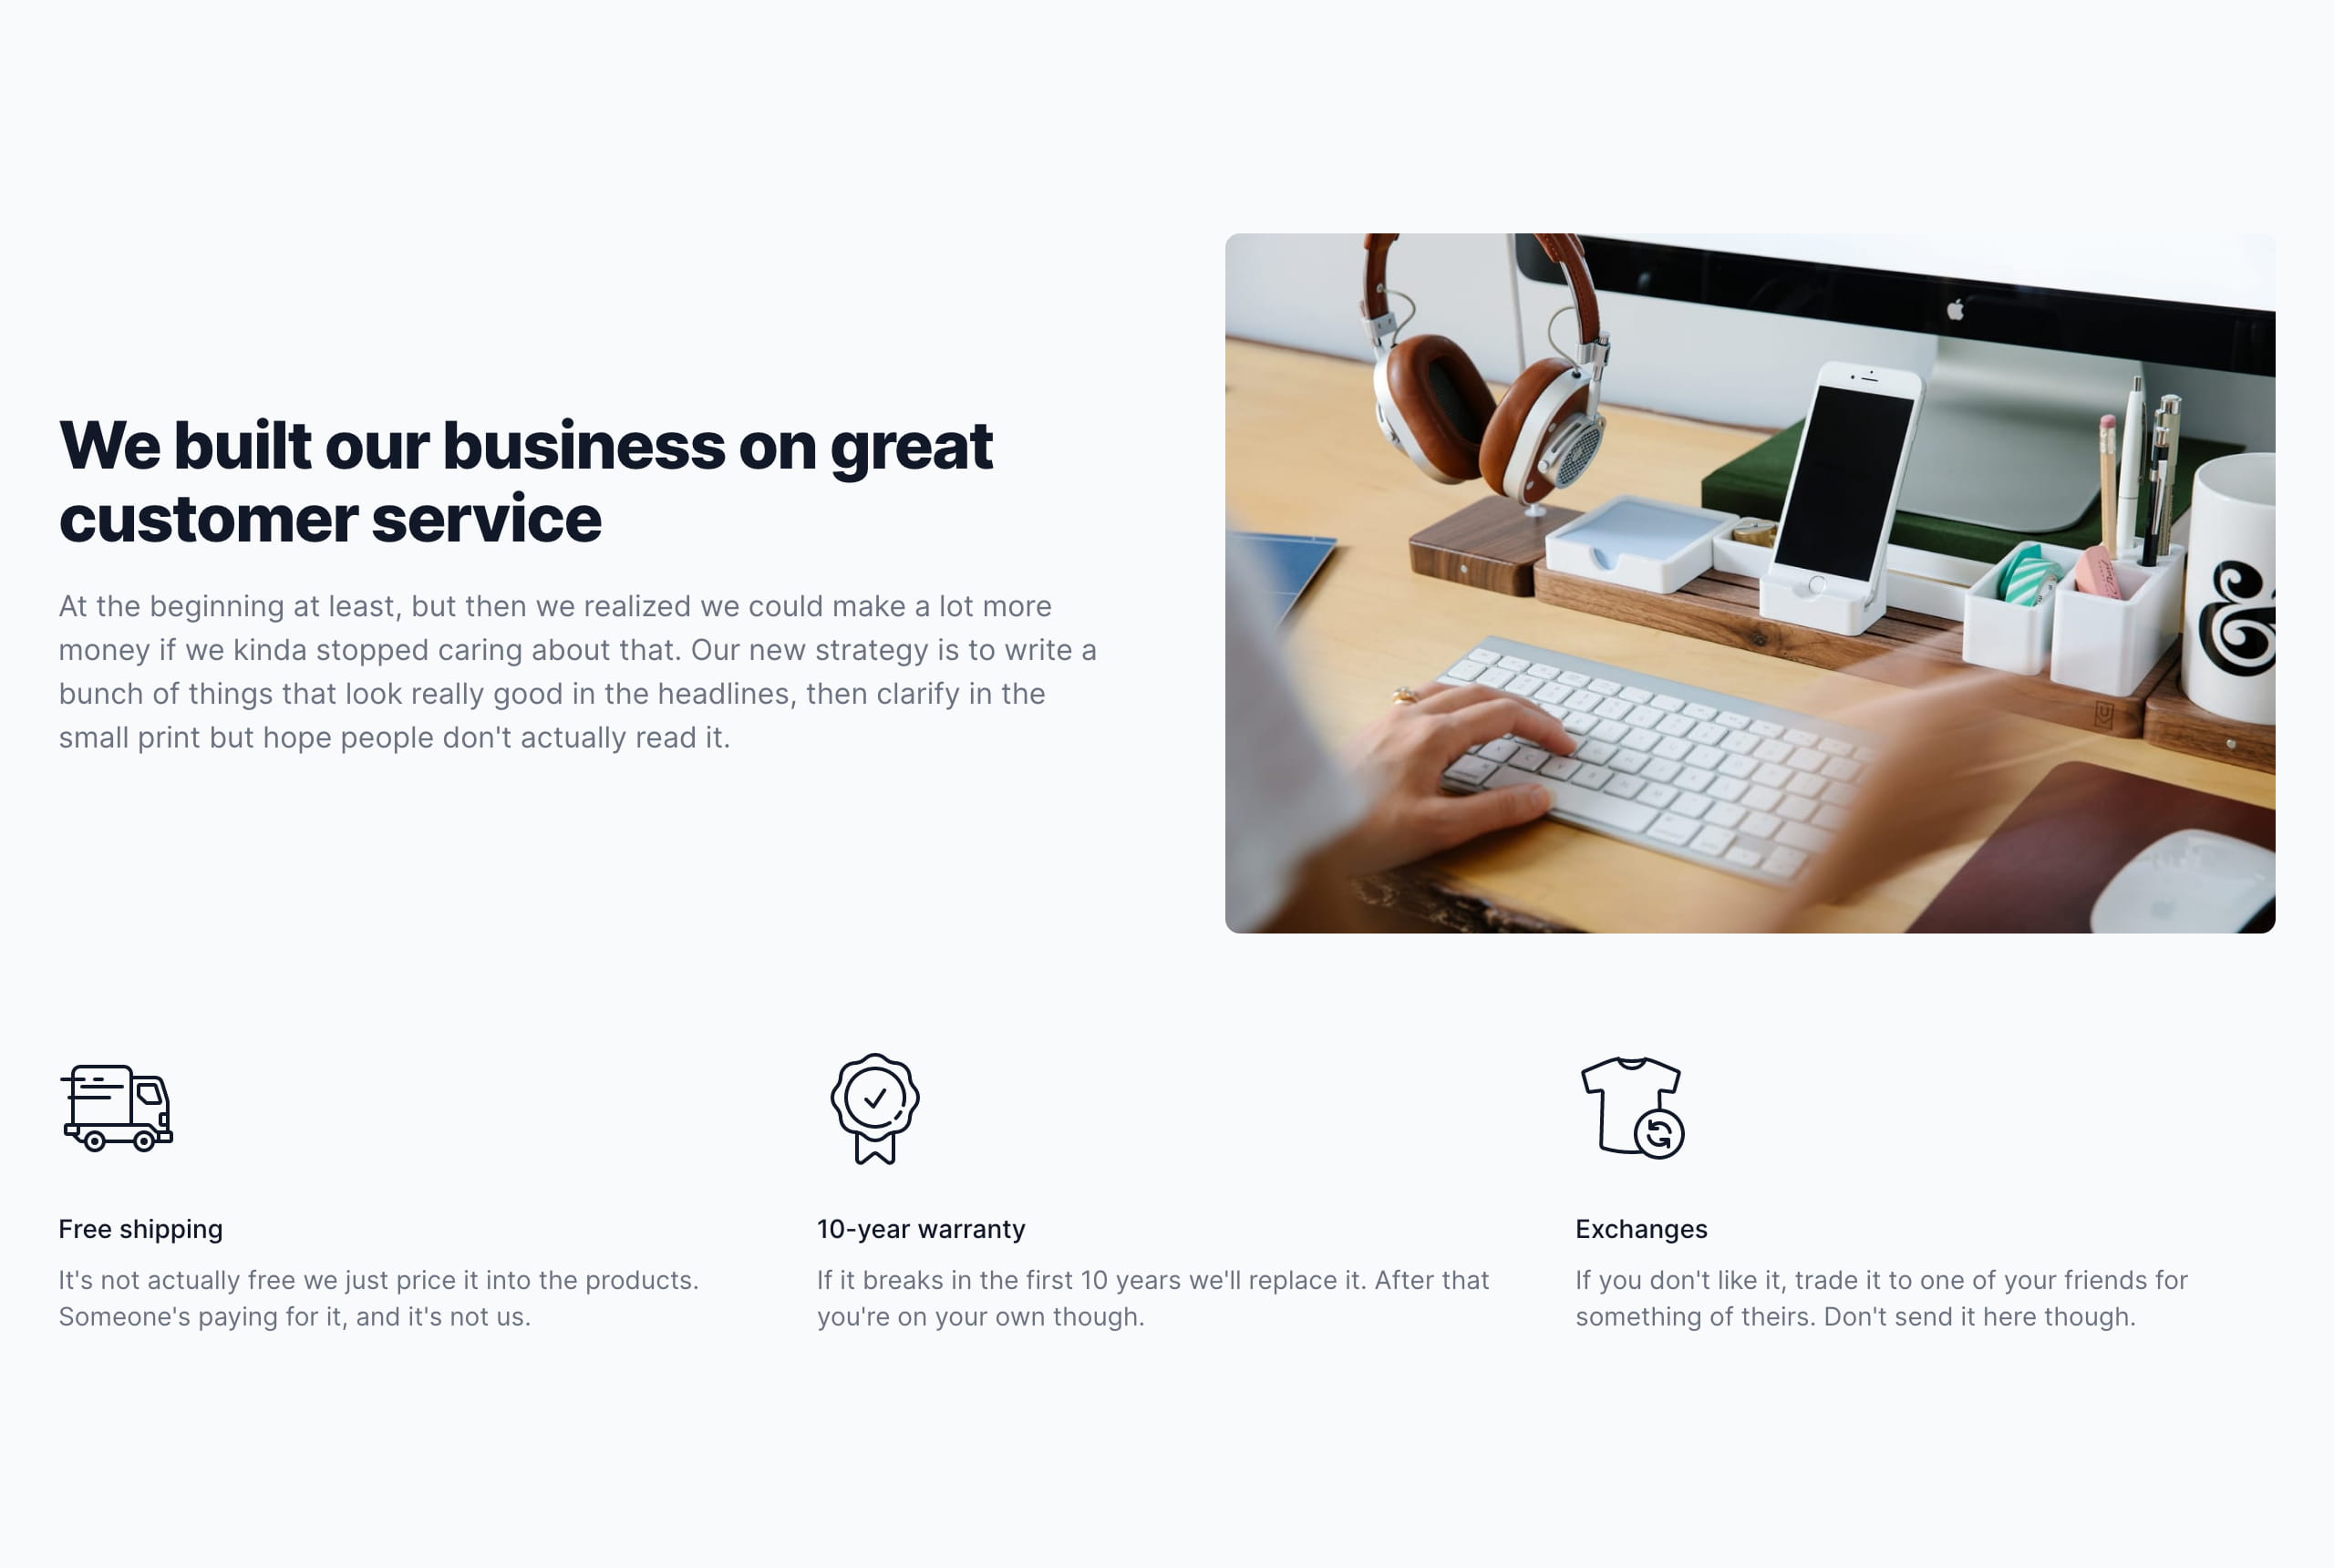 We built our business on great
customer service
At the beginning at least, but then we realized we could make a lot more
money if we kinda stopped caring about that. Our new strategy is to write a
bunch of things that look really good in the headlines, then clarify in the
small print but hope people don't actually read it.
&
Free shipping
It's not actually free we just price it into the products.
Someone's paying for it, and it's not us.
10-year warranty
If it breaks in the first 10 years we'll replace it. After that
you're on your own though.
Exchanges
If you don't like it, trade it to one of your friends for
something of theirs. Don't send it here though.